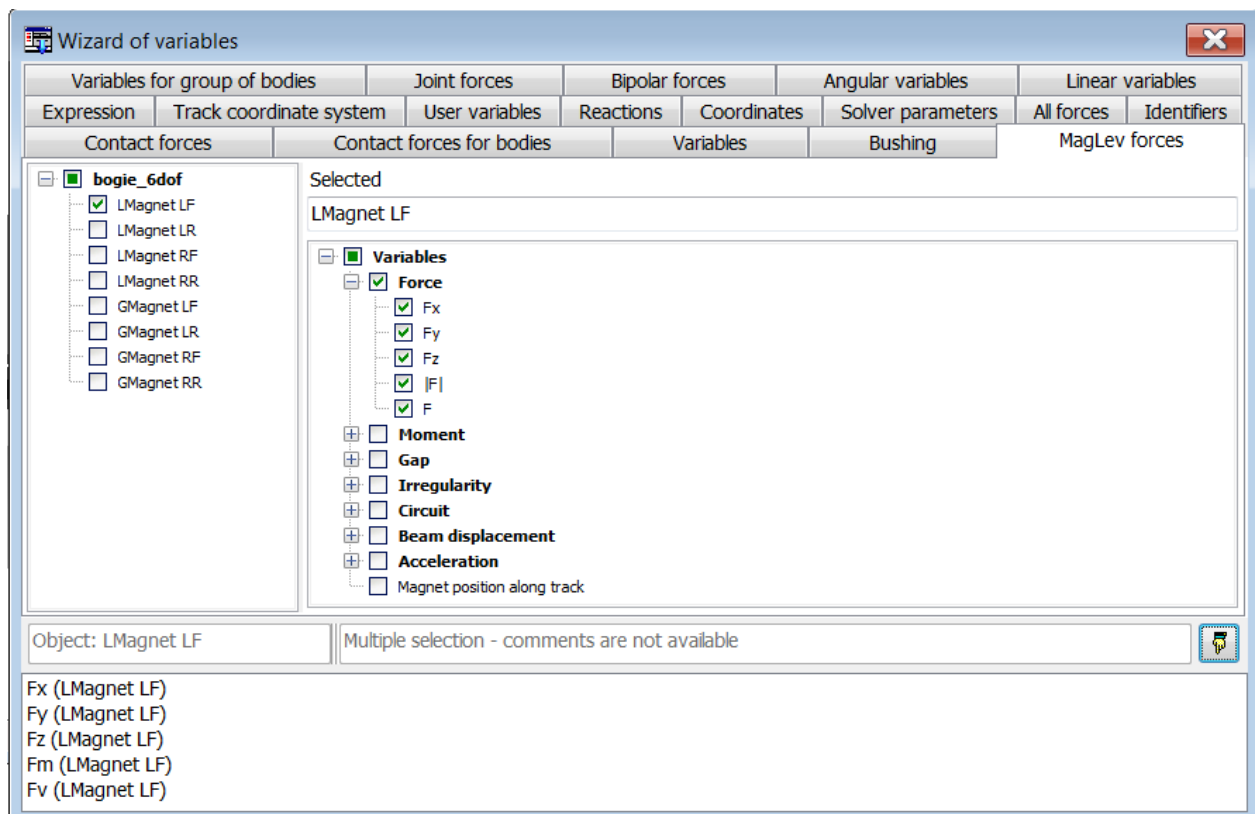 Wizard of variables
Variables for group of bodies Joint forces Bipolar forces Angular variables Linear variables
Expression Track coordinate system User variables Reactions Coordinates Solver parameters All forces Identifiers
Contact forces Contact forces for bodies Variables Bushing MagLev forces
bogie_6dof
LMagnet LF
LMagnet LR
LMagnet RF
LMagnet RR
GMagnet LF
GMagnet LR
GMagnet RF
GMagnet RR
Selected
LMagnet LF
Variables
Force
Fx
Fy
Fz
|F|
F
Moment
Gap
Irregularity
Circuit
Beam displacement
Acceleration
Magnet position along track
Object: LMagnet LF
Multiple selection - comments are not available
Fx (LMagnet LF)
Fy (LMagnet LF)
Fz (LMagnet LF)
Fm (LMagnet LF)
Fv (LMagnet LF)